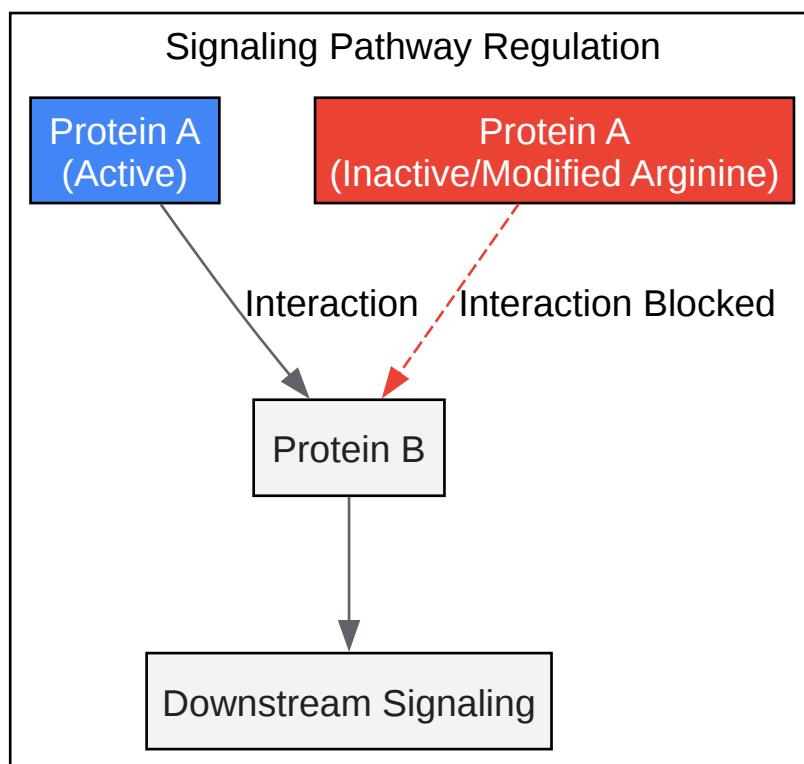 Signaling Pathway Regulation
Protein A
(Active)
Protein A
(Inactive/Modified Arginine)
Interaction
Interaction Blocked
Protein B
Downstream Signaling